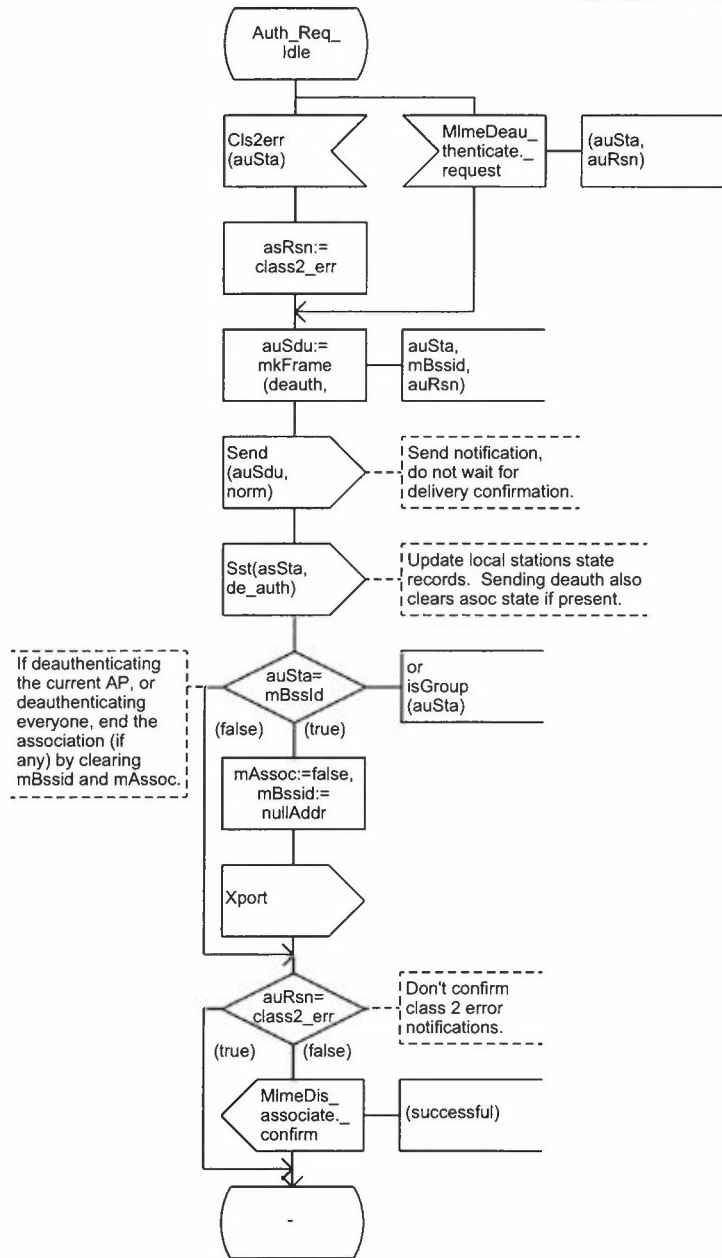 Auth_Req_
Idle
Cls2err
(auSta)
MlmeDeau_
thenticate._
request
(auSta,
auRsn)
asRsn:=
class2_err
auSdu:=
mkFrame
(deauth,
auSta,
mBssid,
auRsn)
Send
(auSdu,
norm)
Send notification,
do not wait for
delivery confirmation.
Sst(asSta,
de_auth)
Update local stations state
records. Sending deauth also
clears asoc state if present.
If deauthenticating
the current AP, or
deauthenticating
everyone, end the
association (if
any) by clearing
mBssid and mAssoc.
auSta=
mBssId
or
isGroup
(auSta)
(false)
(true)
mAssoc:=false,
mBssid:=
nullAddr
Xport
auRsn=
class2_err
Don't confirm
class 2 error
notifications.
(true)
(false)
MlmeDis_
associate._
confirm
(successful)
-